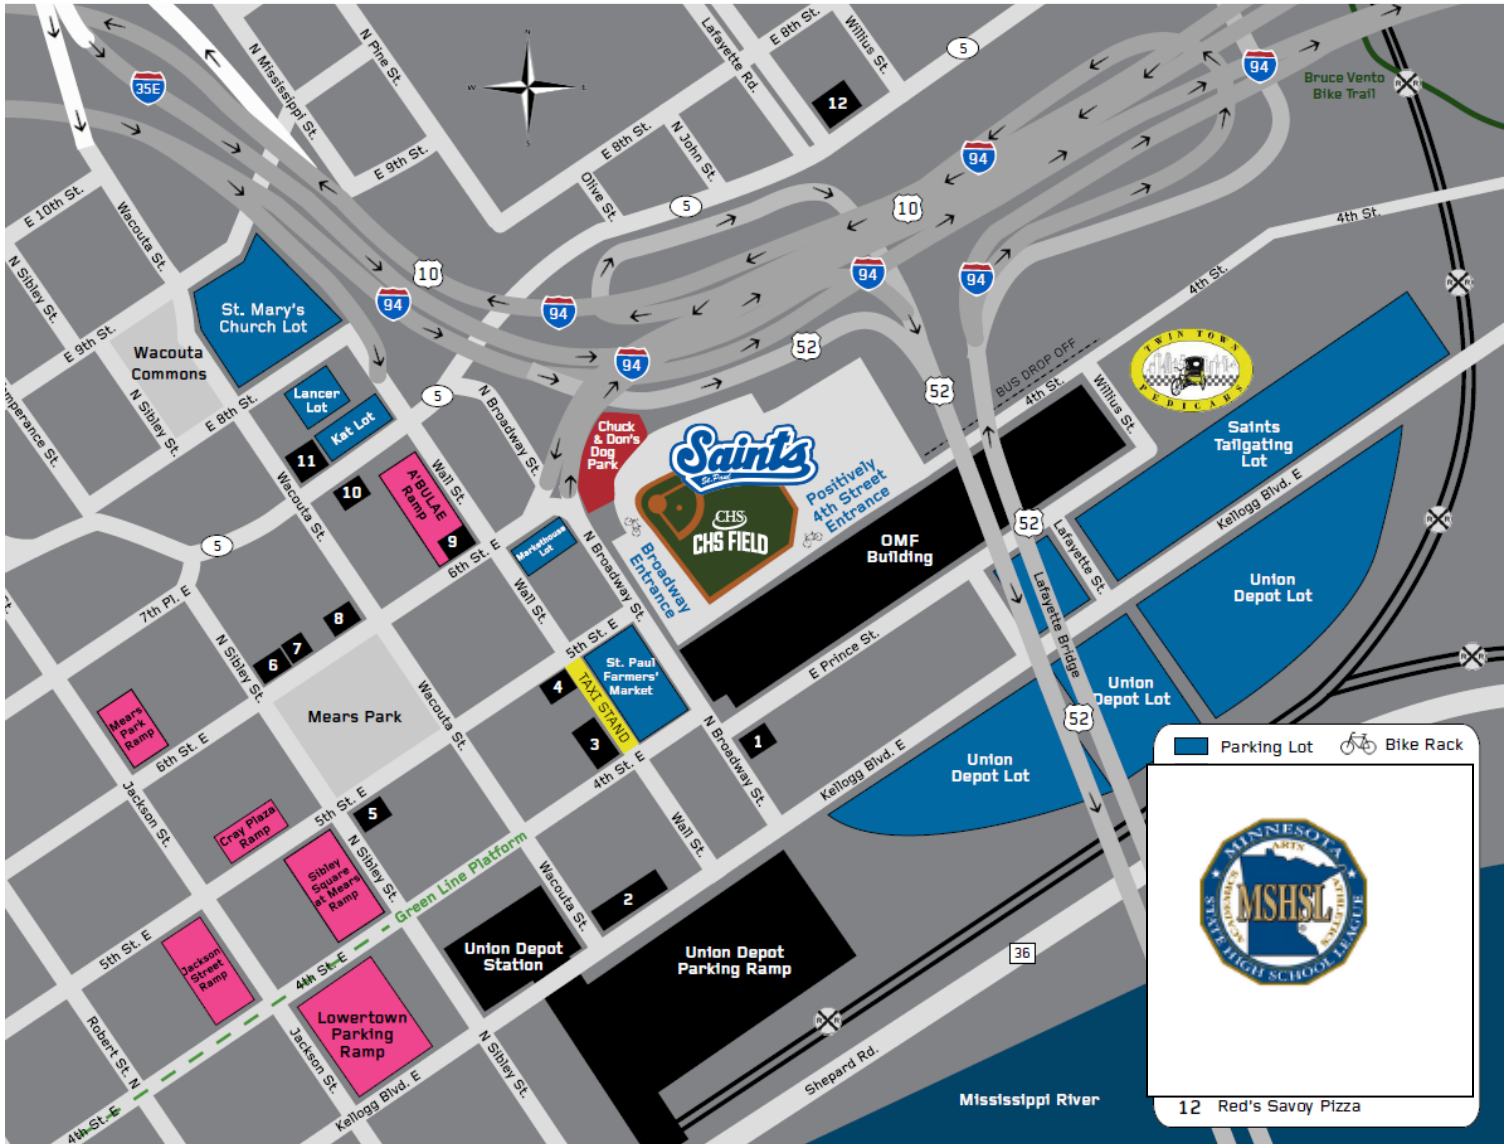 35E
N Mississippi St.
N Pine St.
N
W
E
S
Lafayette Rd.
E 8th St.
Willius St.
5
12
94
Bruce Vento
Bike Trail
RR
E 9th St.
E 8th St.
N John St.
Olive St.
94
5
10
E 10th St.
Wacouta St.
4th St.
N Sibley St.
10
94
94
94
94
4th St.
RR
St. Mary's
Church Lot
E 9th St.
Wacouta
Commons
94
52
BUS DROP OFF
4th St.
Willius St.
TWIN TOWN
PEDICABS
Lancer
Lot
5
N Broadway St.
52
N Sibley St.
E 8th St.
Kat Lot
Chuck
& Don's
Dog
Park
Saints
St. Paul
Saints
Tailgating
Lot
11
10
Wacouta St.
A'BULAE
Ramp
Wall St.
9
Positively
4th Street
Entrance
Kellogg Blvd. E
RR
5
6th St. E
Markethouse
Lot
N Broadway St.
CHS
CHS FIELD
Broadway
Entrance
OMF
Building
52
Lafayette St.
Union
Depot Lot
7th Pl. E
Wall St.
8
7
6
N Sibley St.
5th St. E
St. Paul
Farmers'
Market
E Prince St.
Lafayette Bridge
RR
4
TAXI STAND
3
Mears
Park
Ramp
6th St. E
Mears Park
Wacouta St.
N Broadway St.
1
Union
Depot Lot
52
Union
Depot Lot
Kellogg Blvd. E
4th St. E
Parking Lot
Bike Rack
Jackson St.
Cray Plaza
Ramp
5th St. E
5
N Sibley St.
Wall St.
Sibley
Square
at Mears
Ramp
Green Line Platform
Wacouta St.
2
MINNESOTA
STATE HIGH SCHOOL LEAGUE
ARTS
ACADEMICS
ATHLETICS
MSHSL
5th St. E
Jackson
Street
Ramp
4th St. E
Union Depot
Station
Union Depot
Parking Ramp
36
Robert St. N
Jackson St.
Lowertown
Parking
Ramp
N Sibley St.
RR
Shepard Rd.
Kellogg Blvd. E
4th St. E
Mississippi River
12 Red's Savoy Pizza